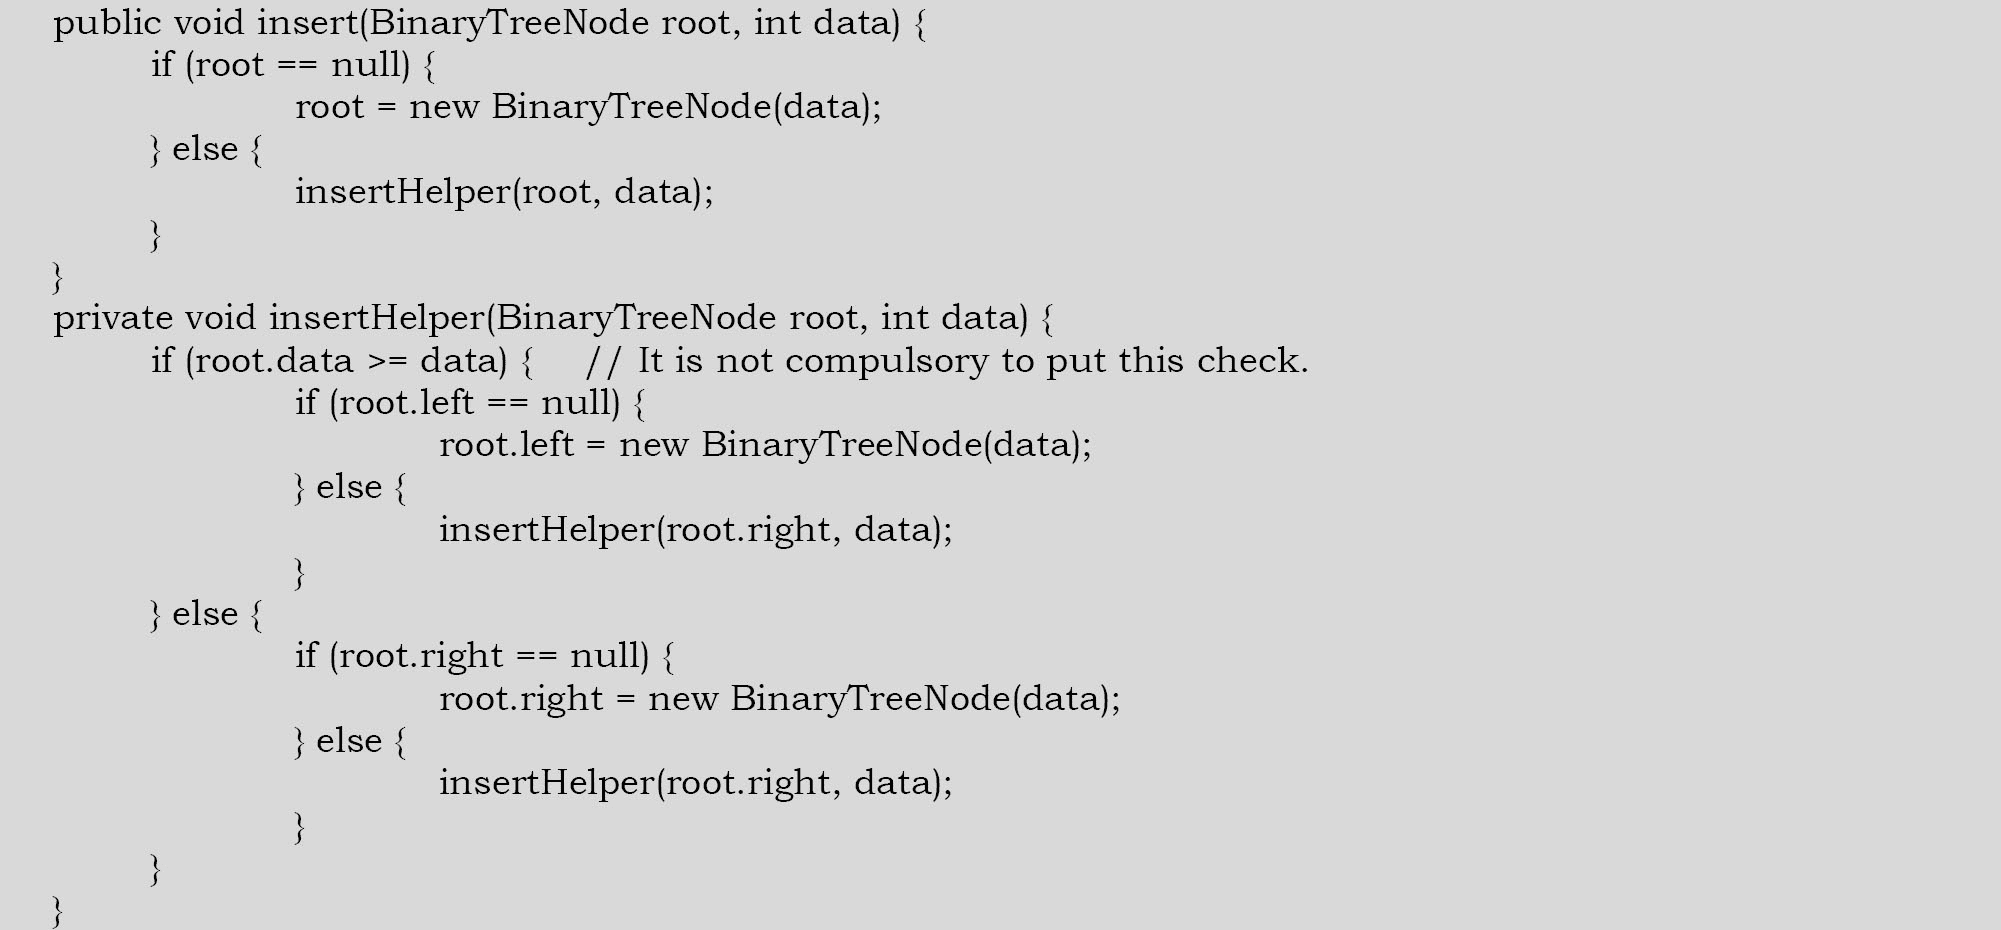 public void insert(BinaryTreeNode root, int data) {
if (root == null) {
root = new BinaryTreeNode(data);
} else {
insertHelper(root, data);
}
}
private void insertHelper(BinaryTreeNode root, int data) {
if (root.data >= data) { // It is not compulsory to put this check.
if (root.left == null) {
root.left = new BinaryTreeNode(data);
} else {
insertHelper(root.right, data);
}
} else {
if (root.right == null) {
root.right = new BinaryTreeNode(data);
} else {
insertHelper(root.right, data);
}
}
}